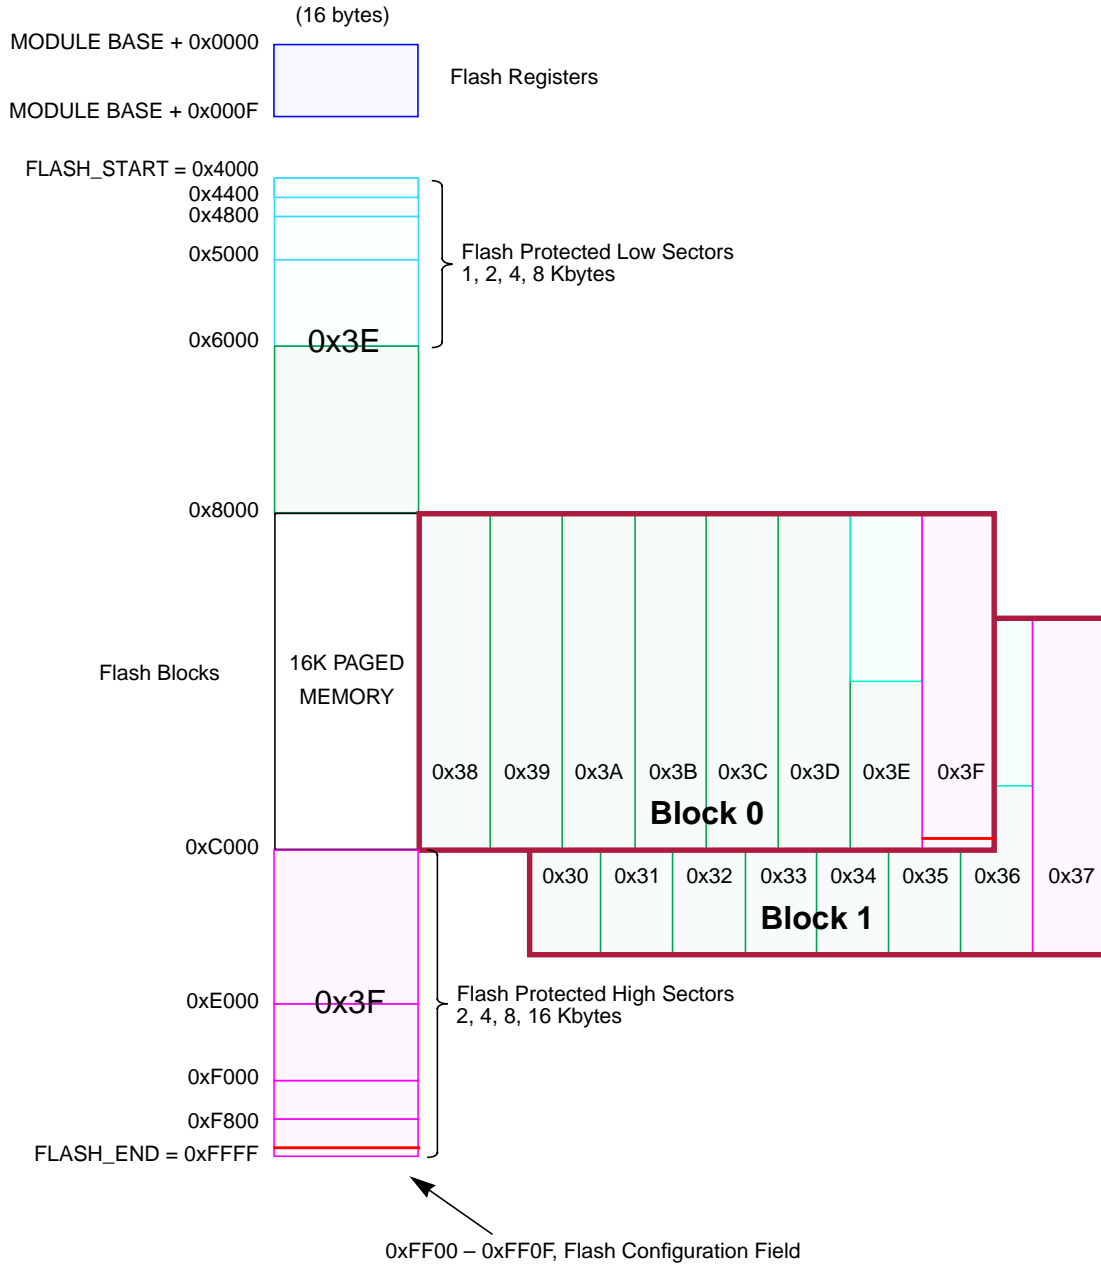 (16 bytes)
MODULE BASE + 0x0000
Flash Registers
MODULE BASE + 0x000F
FLASH_START = 0x4000
0x4400
0x4800
0x5000
Flash Protected Low Sectors
1, 2, 4, 8 Kbytes
0x6000
0x3E
0x8000
Flash Blocks
16K PAGED
MEMORY
0x38
0x39
0x3A
0x3B
0x3C
0x3D
0x3E
0x3F
Block 0
0xC000
0x30
0x31
0x32
0x33
0x34
0x35
0x36
0x37
Block 1
0xE000
0x3F
Flash Protected High Sectors
2, 4, 8, 16 Kbytes
0xF000
0xF800
FLASH_END = 0xFFFF
0xFF00 – 0xFF0F, Flash Configuration Field